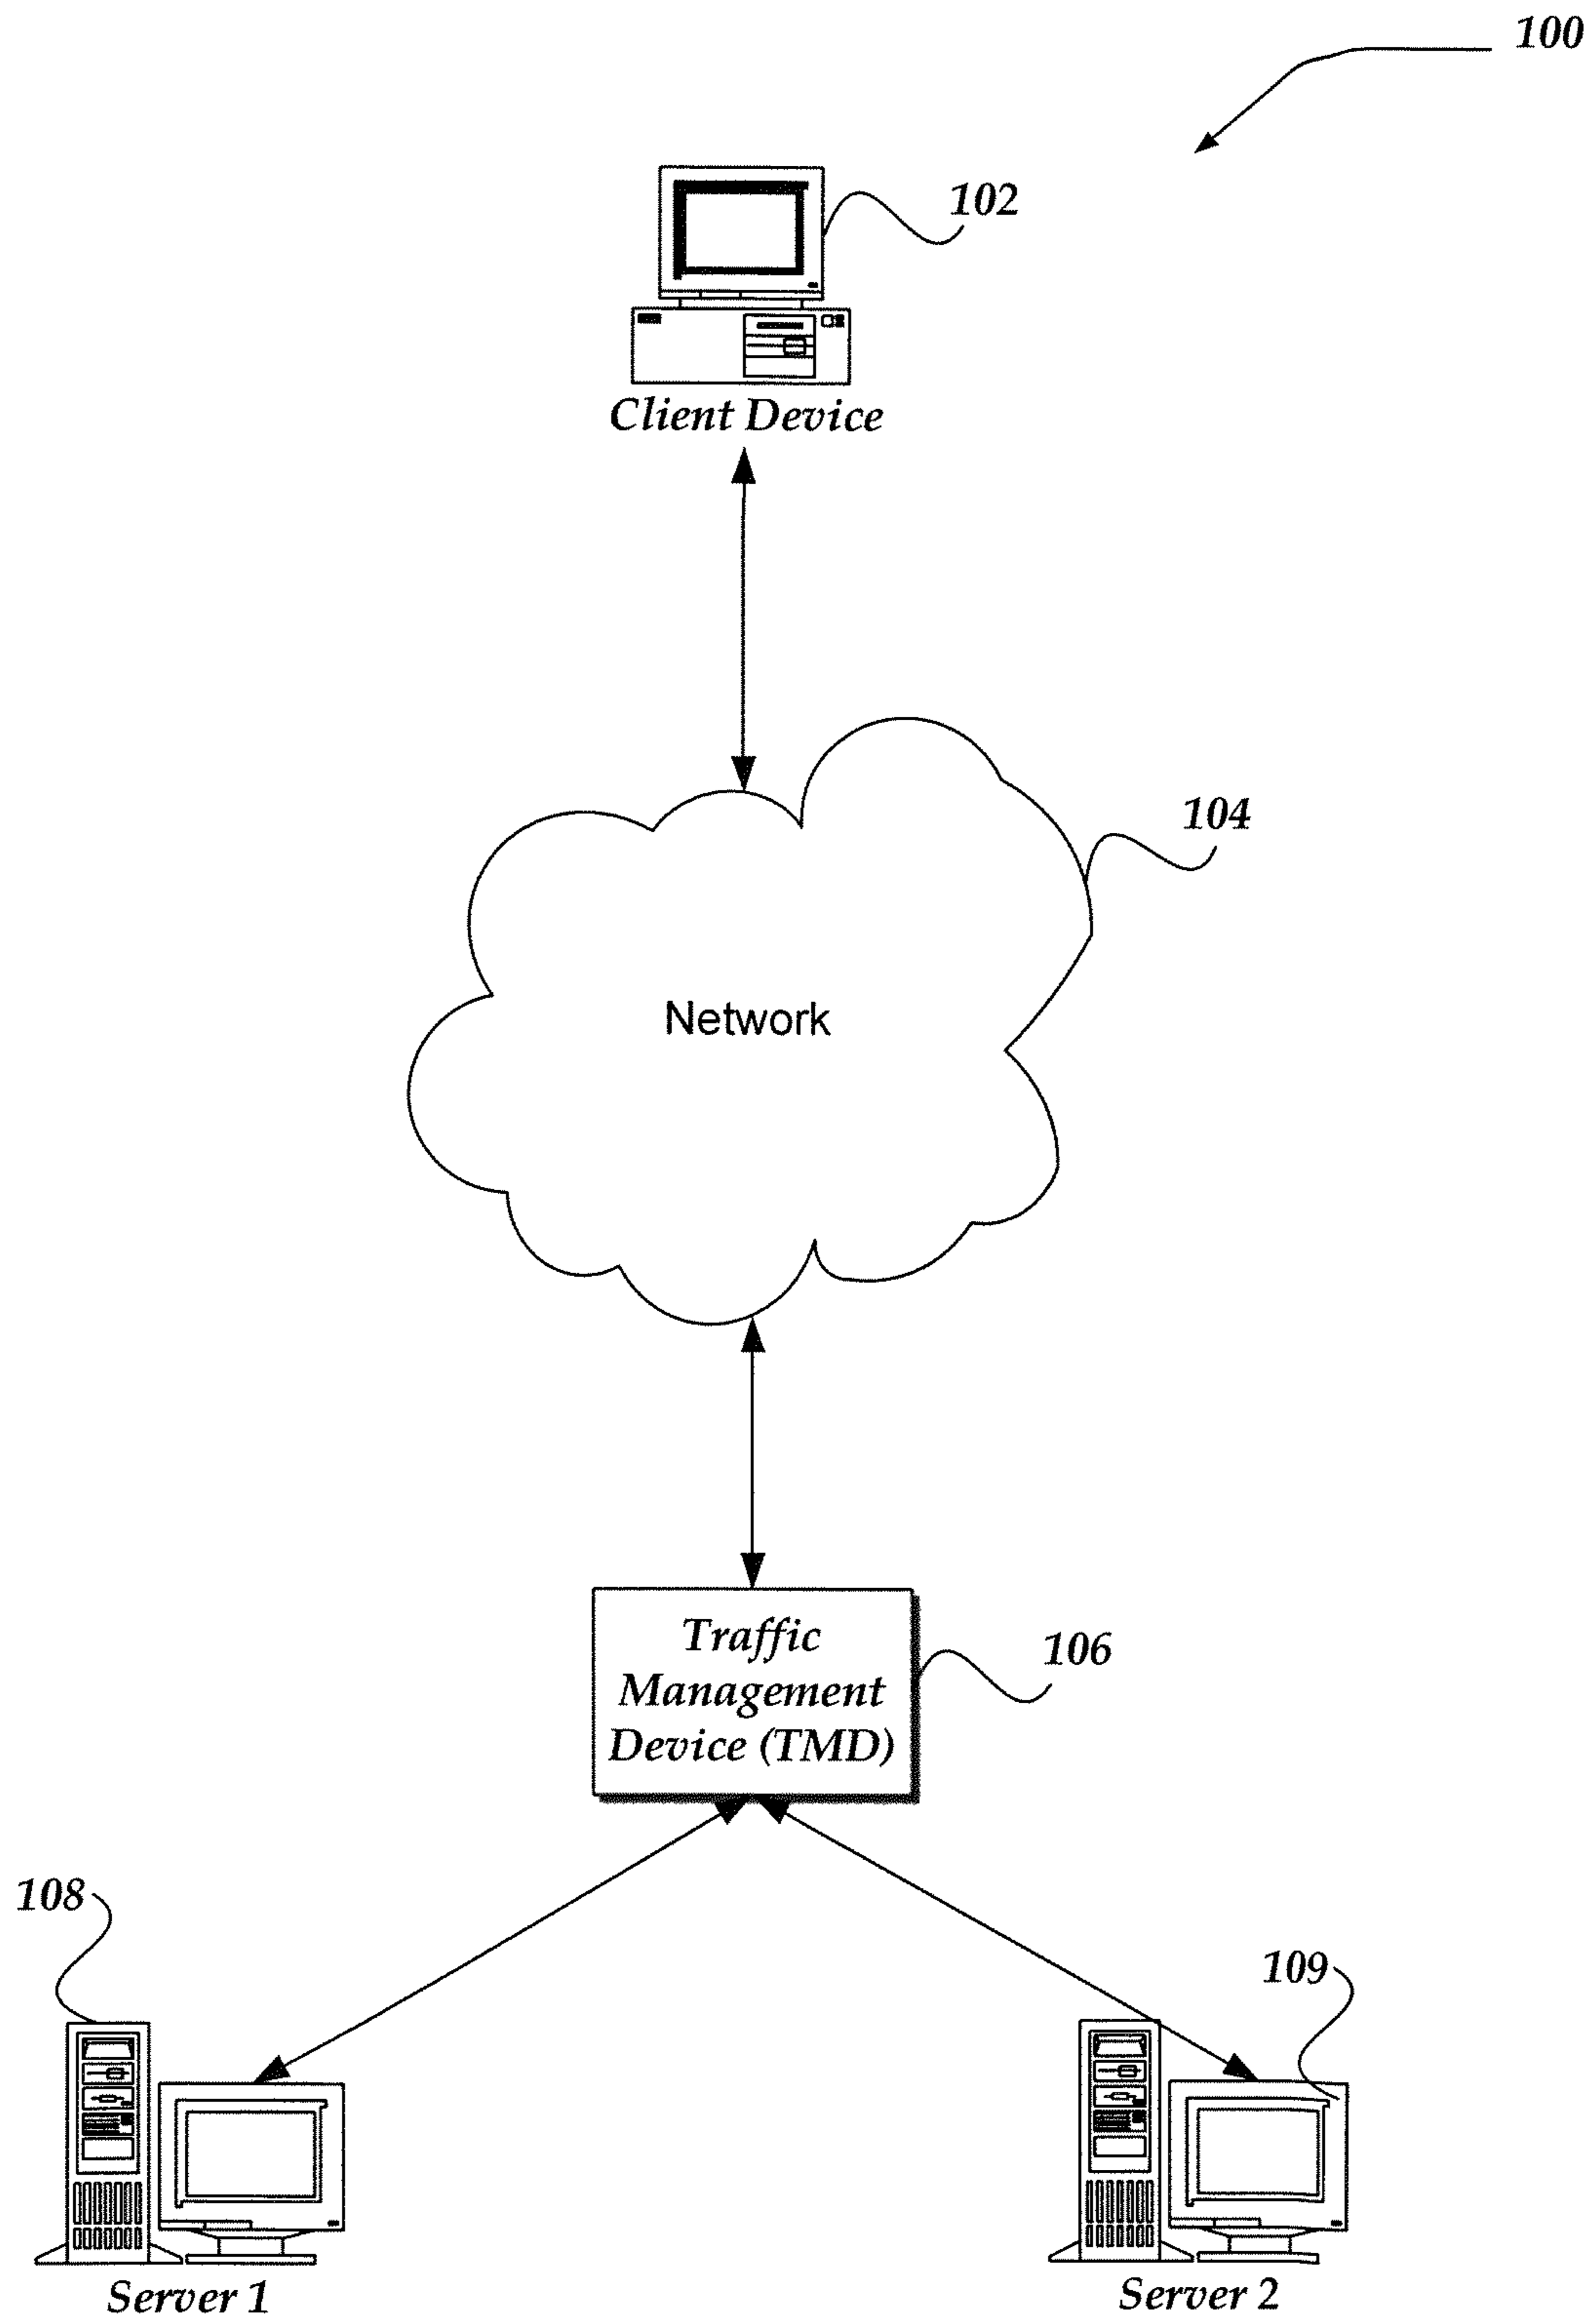 100
102
Client Device
104
Network
Traffic
Management
Device (TMD)
106
108
109
Server 1
Server 2